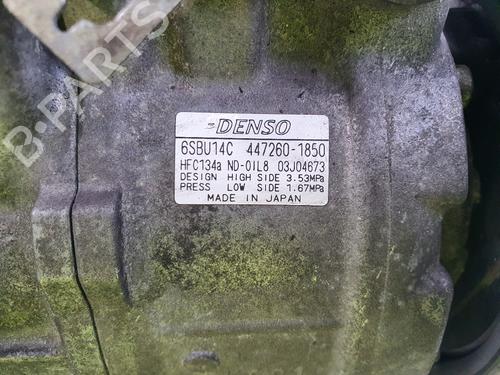 B-PARTS
DENSO
6SBU14C 447260-1850
HFC134a ND-OIL8 03J04673
DESIGN HIGH SIDE 3.53MPa
PRESS LOW SIDE 1.67MPa
MADE IN JAPAN